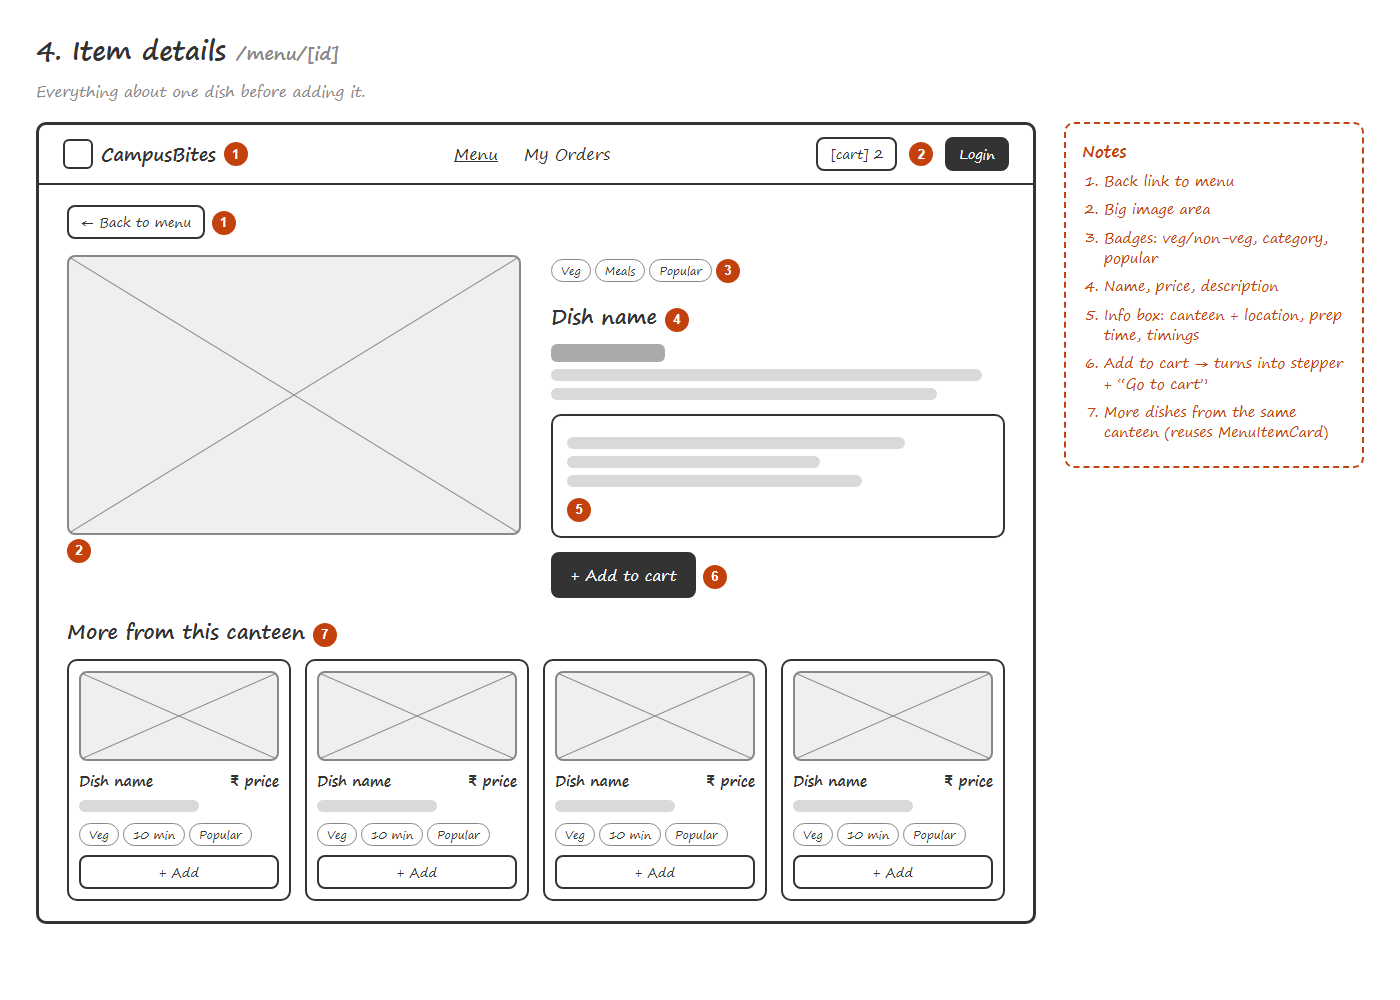 4. Item details /menu/[id]
Everything about one dish before adding it.
CampusBites 1 Menu My Orders [cart] 2 2 Login
← Back to menu 1
Veg Meals Popular 3
Dish name 4
5
2
+ Add to cart 6
More from this canteen 7
Dish name ₹ price Dish name ₹ price Dish name ₹ price Dish name ₹ price
Veg 10 min Popular Veg 10 min Popular Veg 10 min Popular Veg 10 min Popular
+ Add + Add + Add + Add
Notes
1. Back link to menu
2. Big image area
3. Badges: veg/non-veg, category,
popular
4. Name, price, description
5. Info box: canteen + location, prep
time, timings
6. Add to cart → turns into stepper
+ “Go to cart”
7. More dishes from the same
canteen (reuses MenuItemCard)